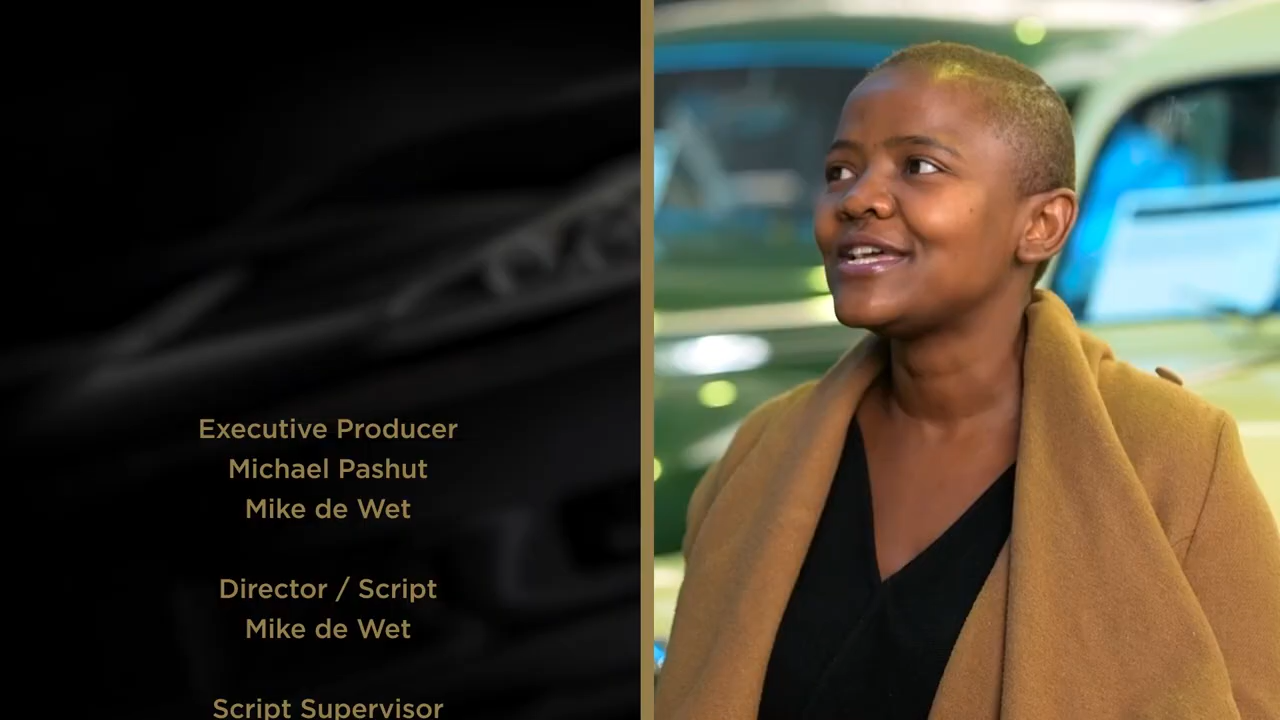 Executive Producer
Michael Pashut
Mike de Wet
Director / Script
Mike de Wet
Script Supervisor